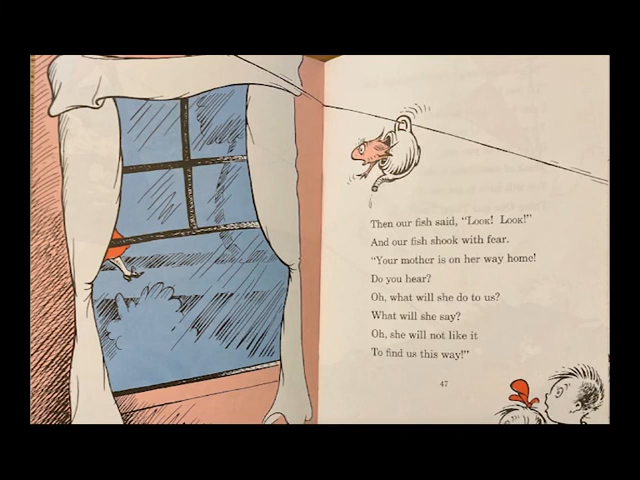 Then our fish said, "LOOK! LOOK!"
And our fish shook with fear.
"Your mother is on her way home!
Do you hear?
Oh, what will she do to us?
What will she say?
Oh, she will not like it
To find us this way!"
47